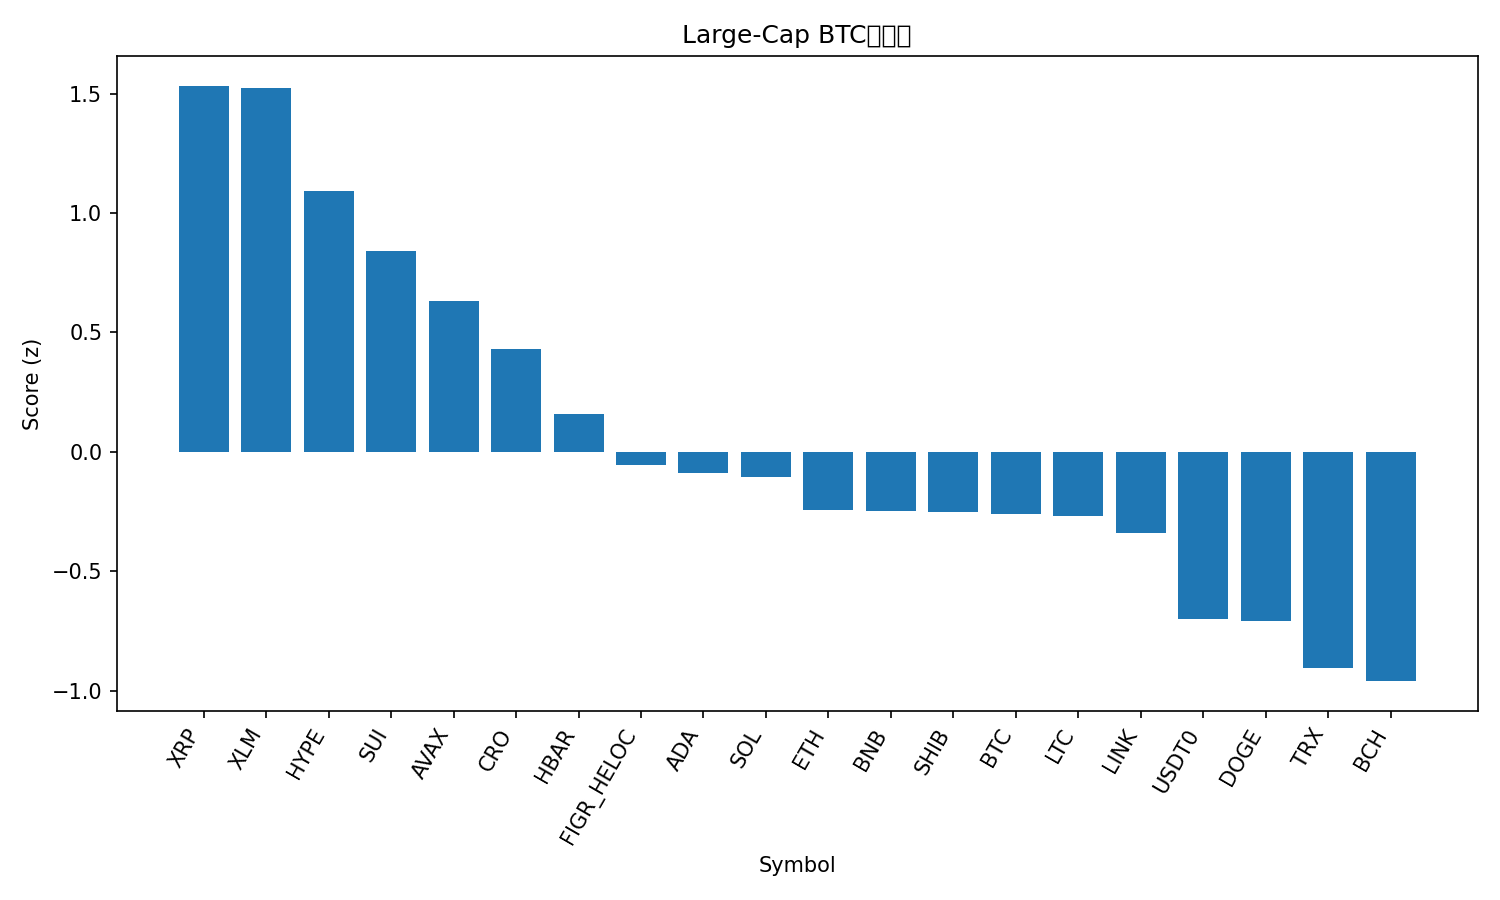 Large-Cap BTC
Score (z)
1.5
1.0
0.5
0.0
−0.5
−1.0
XRP
XLM
HYPE
SUI
AVAX
CRO
HBAR
FIGR_HELOC
ADA
SOL
ETH
BNB
SHIB
BTC
LTC
LINK
USDT0
DOGE
TRX
BCH
Symbol